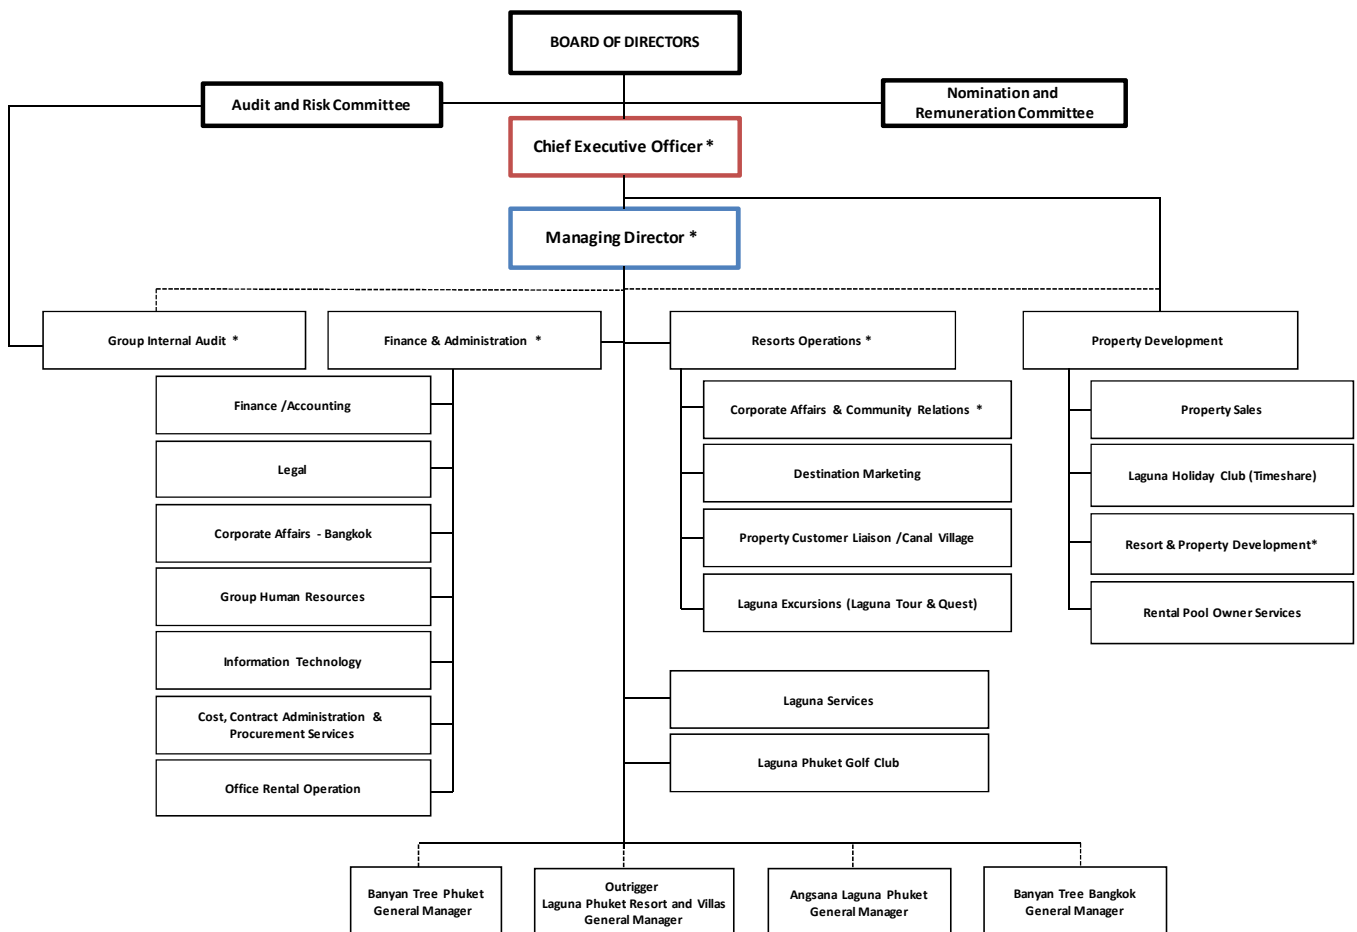 BOARD OF DIRECTORS
Audit and Risk Committee
Nomination and
Remuneration Committee
Chief Executive Officer *
Managing Director *
Group Internal Audit *
Finance & Administration *
Resorts Operations *
Property Development
Finance /Accounting
Legal
Corporate Affairs - Bangkok
Group Human Resources
Information Technology
Cost, Contract Administration &
Procurement Services
Office Rental Operation
Corporate Affairs & Community Relations *
Destination Marketing
Property Customer Liaison /Canal Village
Laguna Excursions (Laguna Tour & Quest)
Property Sales
Laguna Holiday Club (Timeshare)
Resort & Property Development*
Rental Pool Owner Services
Laguna Services
Laguna Phuket Golf Club
Banyan Tree Phuket
General Manager
Outrigger
Laguna Phuket Resort and Villas
General Manager
Angsana Laguna Phuket
General Manager
Banyan Tree Bangkok
General Manager